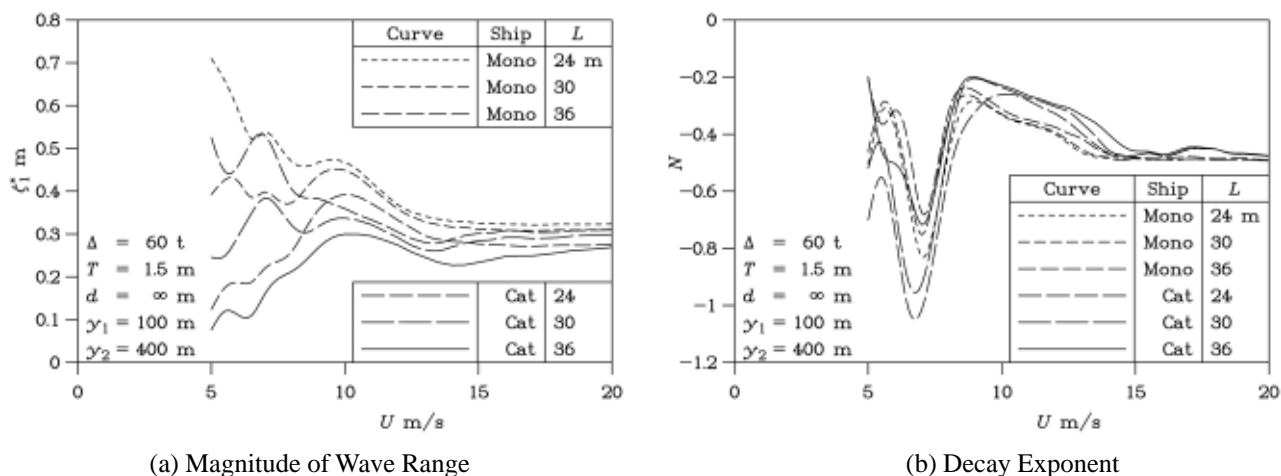 0.8
0.7
0.6
0.5
0.4
0.3
0.2
0.1
0
ζ₁* m
Curve Ship L
Mono 24 m
Mono 30
Mono 36
Δ = 60 t
T = 1.5 m
d = ∞ m
y₁ = 100 m
y₂ = 400 m
Cat 24
Cat 30
Cat 36
0 5 10 15 20
U m/s
(a) Magnitude of Wave Range
0
−0.2
−0.4
−0.6
−0.8
−1
−1.2
N
Curve Ship L
Mono 24 m
Mono 30
Mono 36
Cat 24
Cat 30
Cat 36
Δ = 60 t
T = 1.5 m
d = ∞ m
y₁ = 100 m
y₂ = 400 m
0 5 10 15 20
U m/s
(b) Decay Exponent